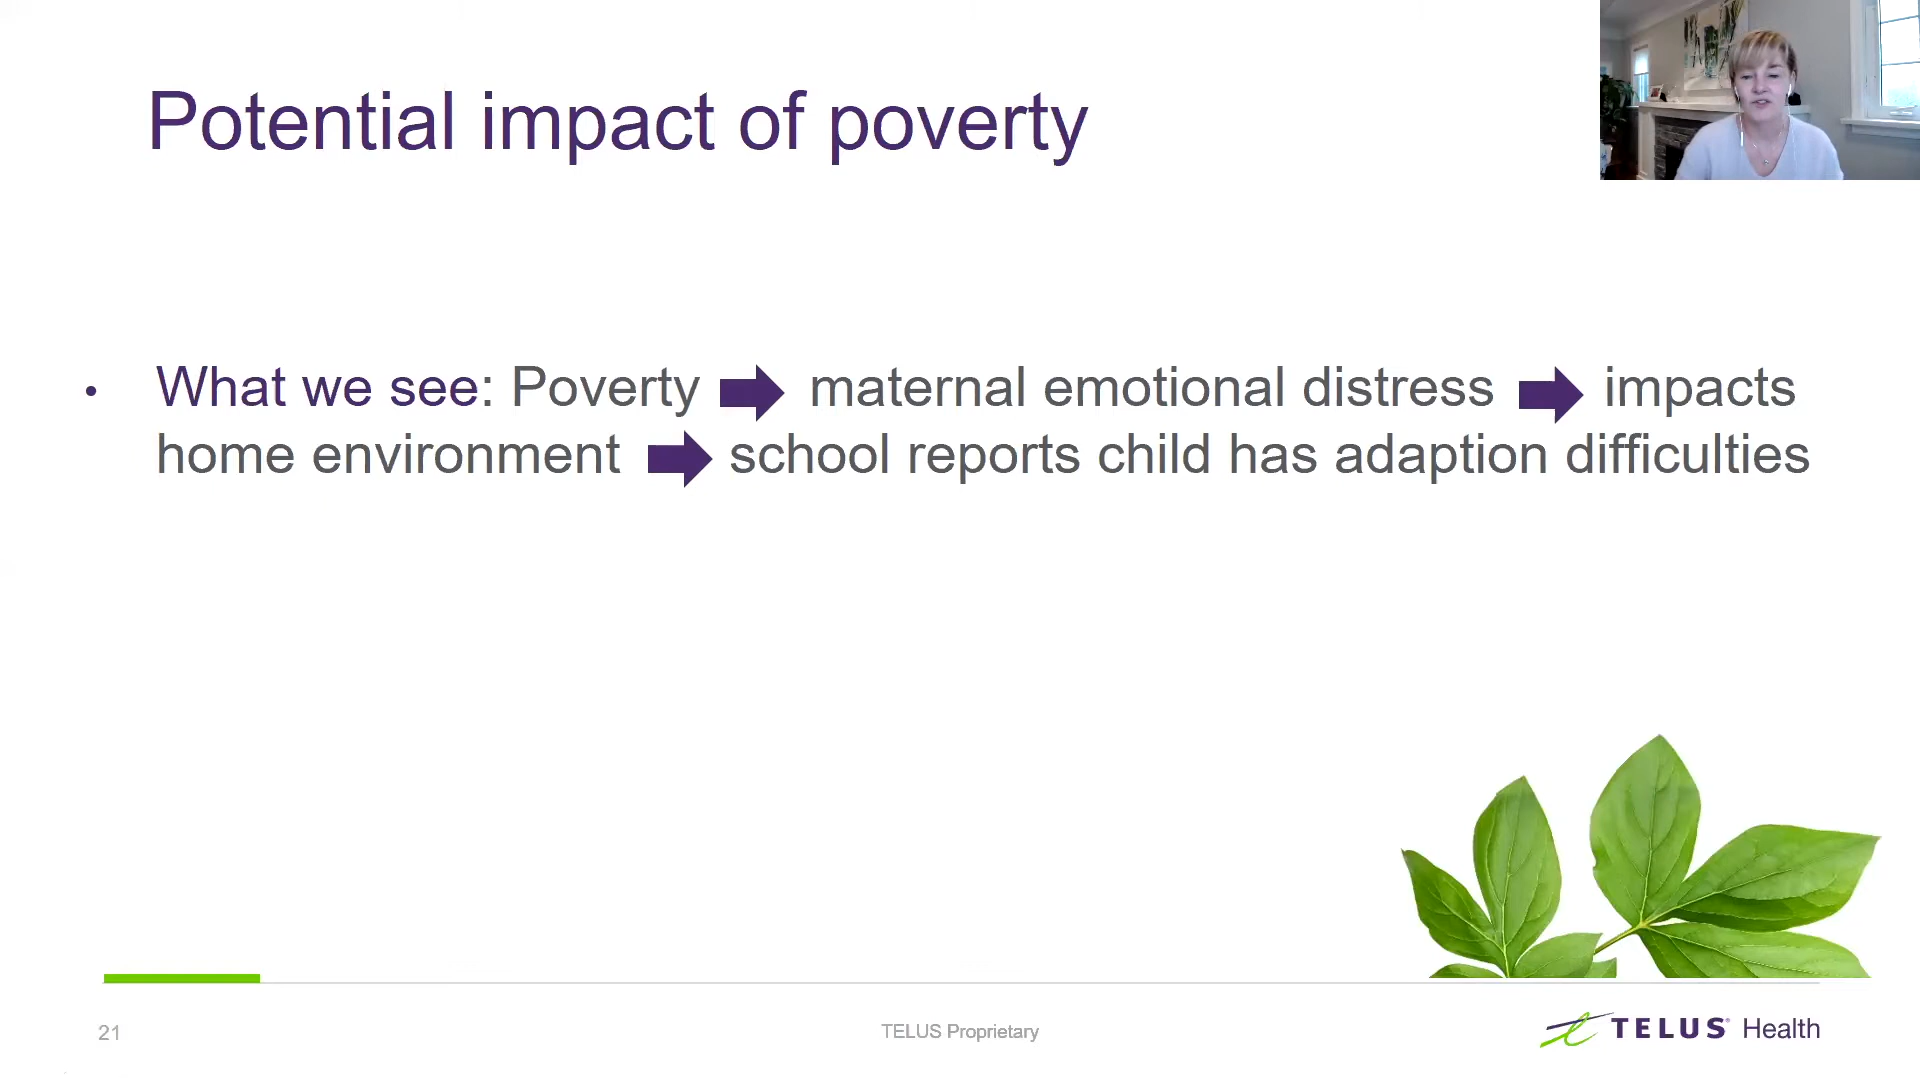 Potential impact of poverty
• What we see: Poverty ➡ maternal emotional distress ➡ impacts
home environment ➡ school reports child has adaption difficulties
21
TELUS Proprietary
TELUS® Health